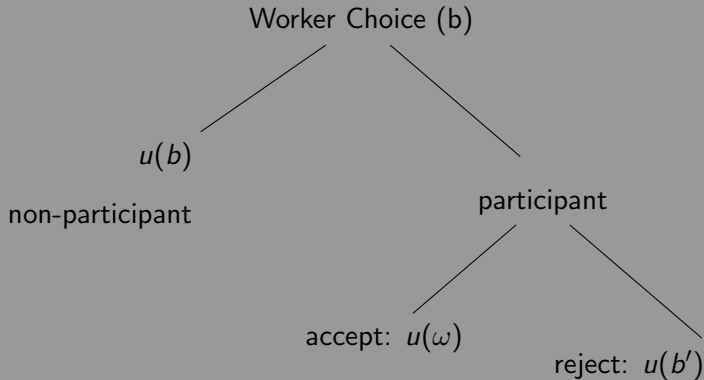 Worker Choice (b)
u(b)
non-participant
participant
accept: u(ω)
reject: u(b′)